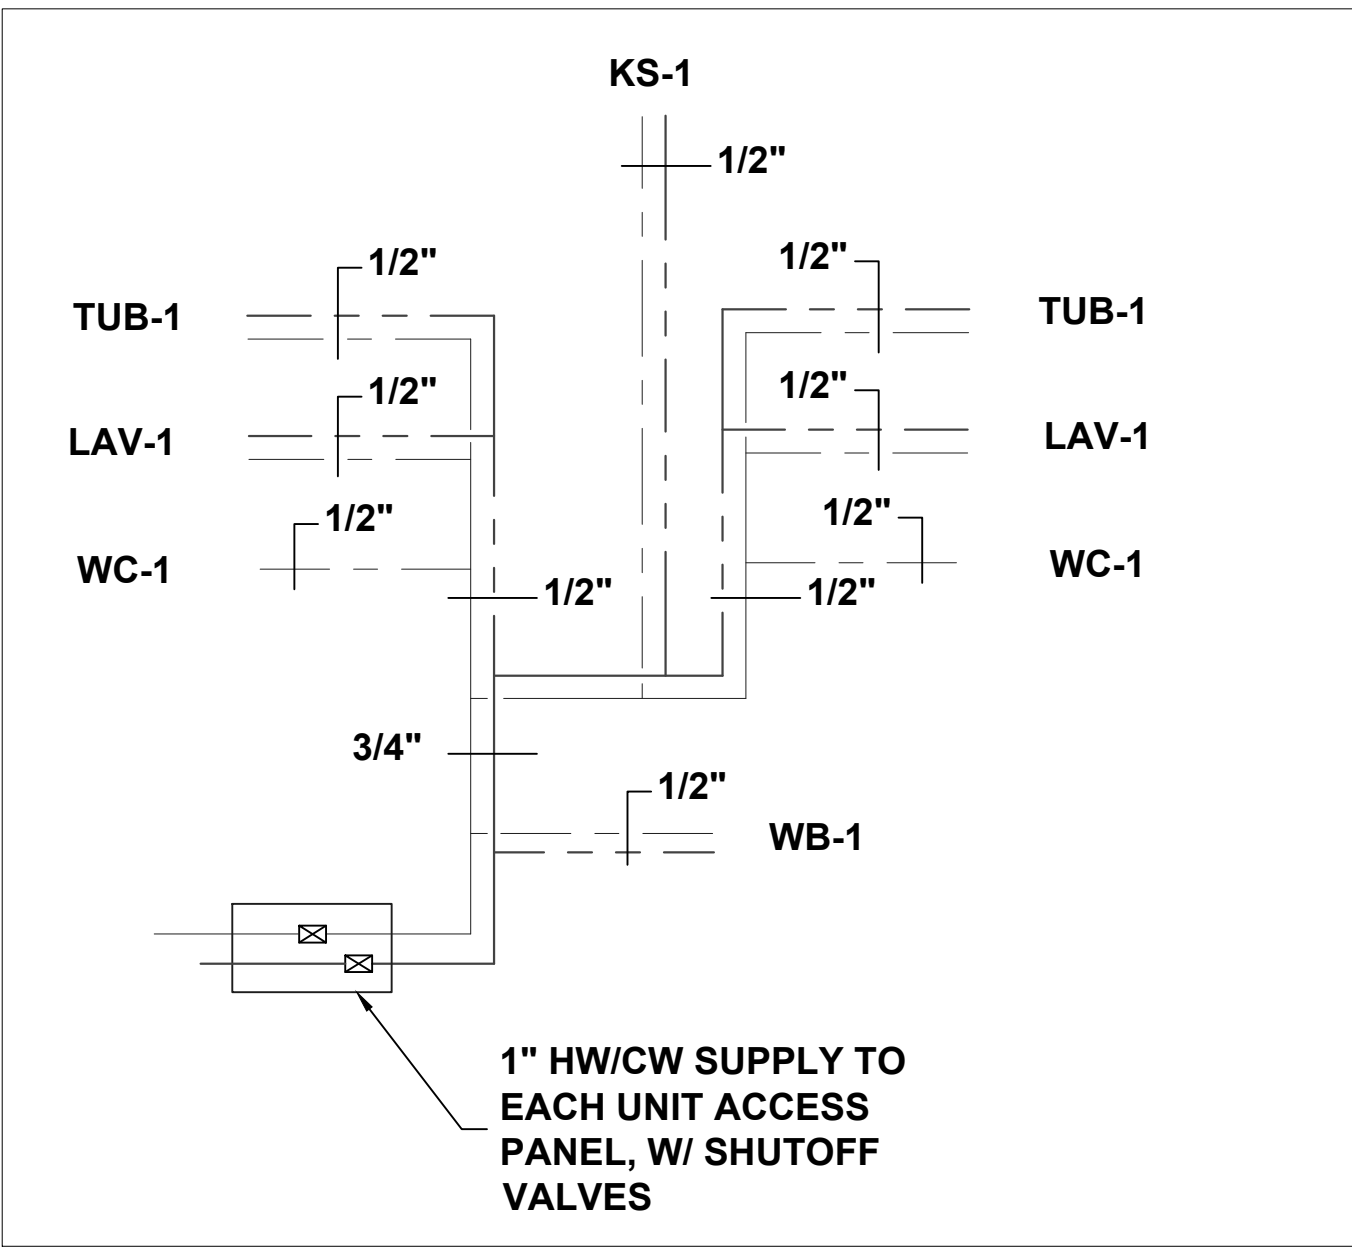 KS-1
1/2"
1/2"
1/2"
TUB-1
TUB-1
1/2"
1/2"
LAV-1
LAV-1
1/2"
1/2"
WC-1
WC-1
1/2"
1/2"
3/4"
1/2"
WB-1
1" HW/CW SUPPLY TO
EACH UNIT ACCESS
PANEL, W/ SHUTOFF
VALVES